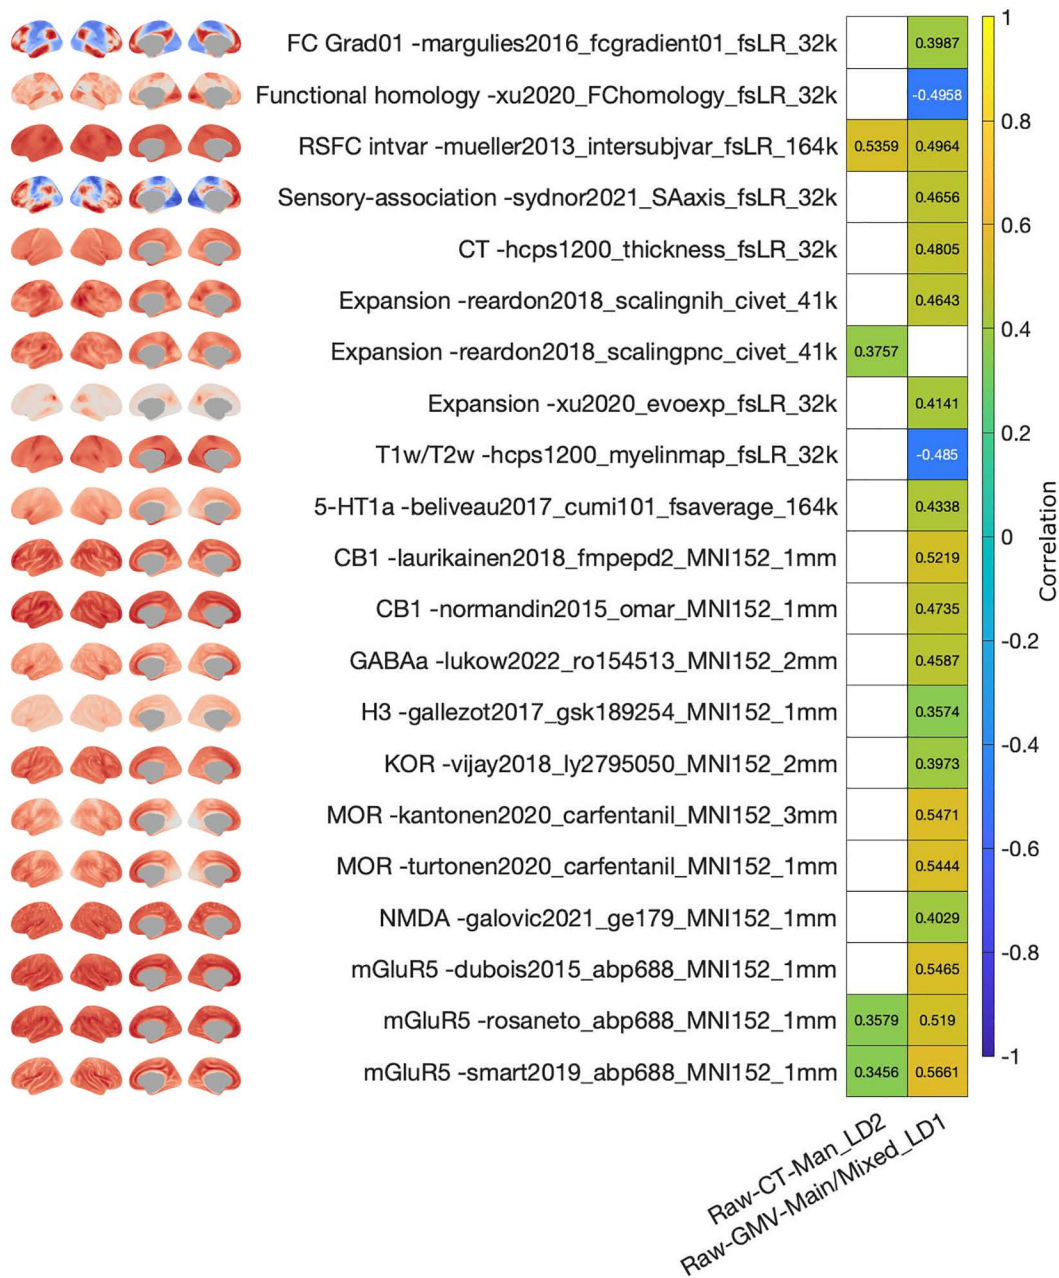 FC Grad01 -margulies2016_fcgradient01_fsLR_32k 0.3987
Functional homology -xu2020_FChomology_fsLR_32k -0.4958
RSFC intvar -mueller2013_intersubjvar_fsLR_164k 0.5359 0.4964
Sensory-association -sydnor2021_SAaxis_fsLR_32k 0.4656
CT -hcps1200_thickness_fsLR_32k 0.4805
Expansion -reardon2018_scalingnih_civet_41k 0.4643
Expansion -reardon2018_scalingpnc_civet_41k 0.3757
Expansion -xu2020_evoexp_fsLR_32k 0.4141
T1w/T2w -hcps1200_myelinmap_fsLR_32k -0.485
5-HT1a -beliveau2017_cumi101_fsaverage_164k 0.4338
CB1 -laurikainen2018_fmpepd2_MNI152_1mm 0.5219
CB1 -normandin2015_omar_MNI152_1mm 0.4735
GABAa -lukow2022_ro154513_MNI152_2mm 0.4587
H3 -gallezot2017_gsk189254_MNI152_1mm 0.3574
KOR -vijay2018_ly2795050_MNI152_2mm 0.3973
MOR -kantonen2020_carfentanil_MNI152_3mm 0.5471
MOR -turtonen2020_carfentanil_MNI152_1mm 0.5444
NMDA -galovic2021_ge179_MNI152_1mm 0.4029
mGluR5 -dubois2015_abp688_MNI152_1mm 0.5465
mGluR5 -rosaneto_abp688_MNI152_1mm 0.3579 0.519
mGluR5 -smart2019_abp688_MNI152_1mm 0.3456 0.5661
Raw-CT-Man_LD2
Raw-GMV-Main/Mixed_LD1
1
0.8
0.6
0.4
0.2
0
-0.2
-0.4
-0.6
-0.8
-1
Correlation